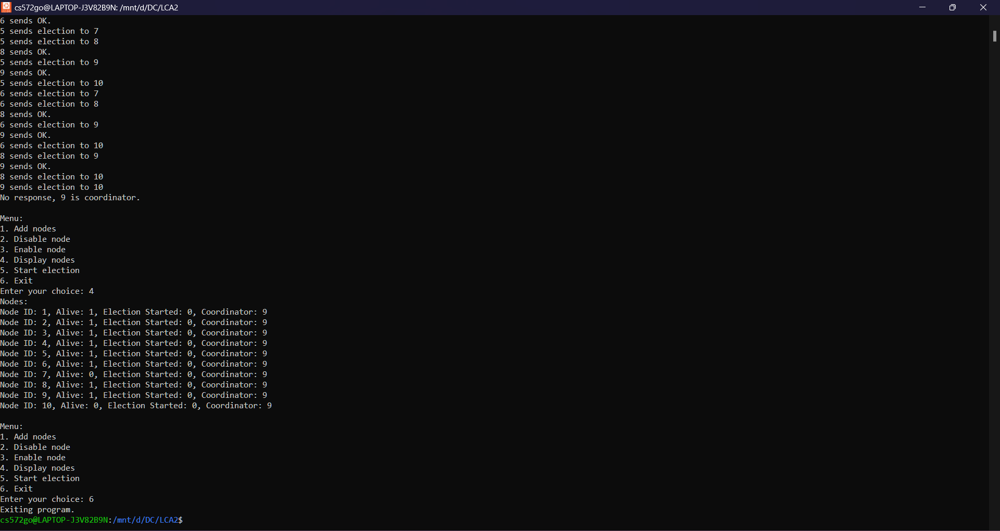 cs572go@LAPTOP-J3V82B9N: /mnt/d/DC/LCA2
6 sends OK.
5 sends election to 7
5 sends election to 8
8 sends OK.
5 sends election to 9
9 sends OK.
5 sends election to 10
6 sends election to 7
6 sends election to 8
8 sends OK.
6 sends election to 9
9 sends OK.
6 sends election to 10
8 sends election to 9
9 sends OK.
8 sends election to 10
9 sends election to 10
No response, 9 is coordinator.

Menu:
1. Add nodes
2. Disable node
3. Enable node
4. Display nodes
5. Start election
6. Exit
Enter your choice: 4
Nodes:
Node ID: 1, Alive: 1, Election Started: 0, Coordinator: 9
Node ID: 2, Alive: 1, Election Started: 0, Coordinator: 9
Node ID: 3, Alive: 1, Election Started: 0, Coordinator: 9
Node ID: 4, Alive: 1, Election Started: 0, Coordinator: 9
Node ID: 5, Alive: 1, Election Started: 0, Coordinator: 9
Node ID: 6, Alive: 1, Election Started: 0, Coordinator: 9
Node ID: 7, Alive: 0, Election Started: 0, Coordinator: 9
Node ID: 8, Alive: 1, Election Started: 0, Coordinator: 9
Node ID: 9, Alive: 1, Election Started: 0, Coordinator: 9
Node ID: 10, Alive: 0, Election Started: 0, Coordinator: 9

Menu:
1. Add nodes
2. Disable node
3. Enable node
4. Display nodes
5. Start election
6. Exit
Enter your choice: 6
Exiting program.
cs572go@LAPTOP-J3V82B9N:/mnt/d/DC/LCA2$